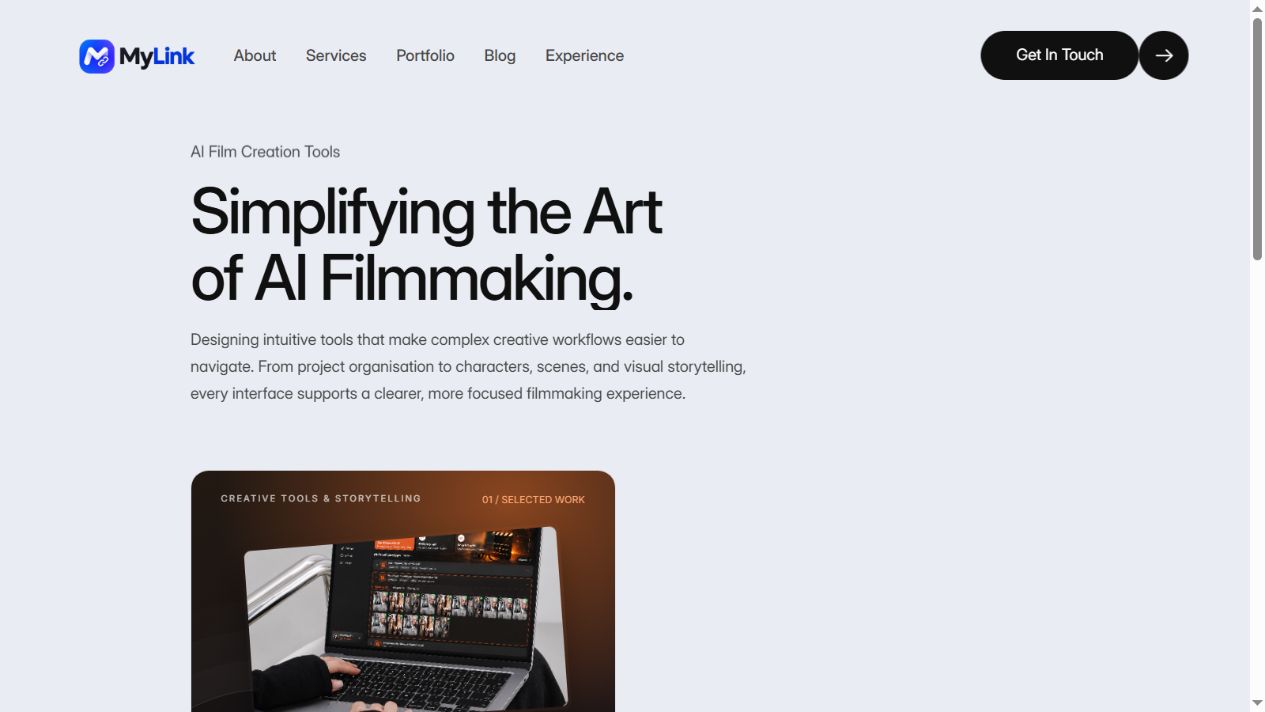 MyLink
About
Services
Portfolio
Blog
Experience
Get In Touch
AI Film Creation Tools
Simplifying the Art
of AI Filmmaking.
Designing intuitive tools that make complex creative workflows easier to
navigate. From project organisation to characters, scenes, and visual storytelling,
every interface supports a clearer, more focused filmmaking experience.
CREATIVE TOOLS & STORYTELLING
01 / SELECTED WORK